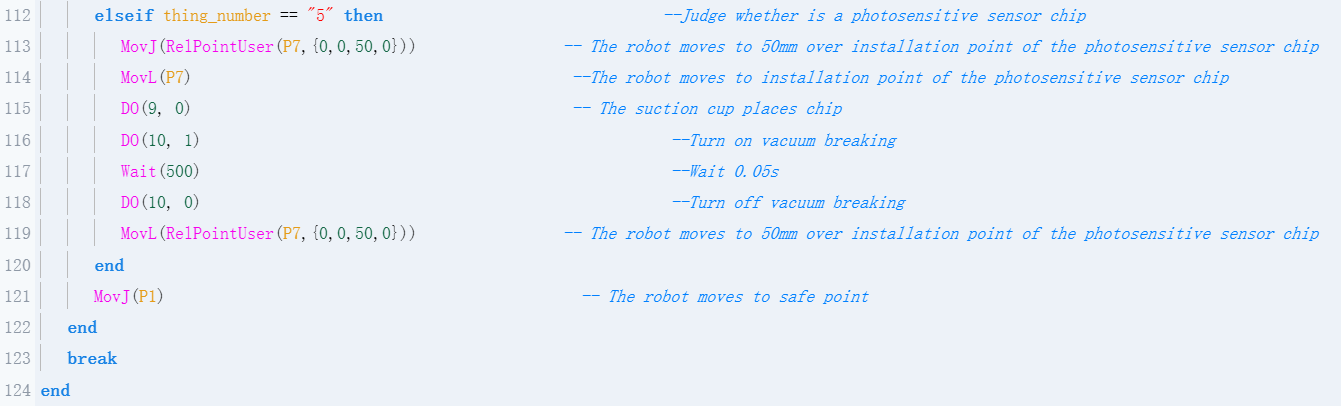 112 elseif thing_number == "5" then --Judge whether is a photosensitive sensor chip
113 MovJ(RelPointUser(P7,{0,0,50,0})) -- The robot moves to 50mm over installation point of the photosensitive sensor chip
114 MovL(P7) --The robot moves to installation point of the photosensitive sensor chip
115 DO(9, 0) -- The suction cup places chip
116 DO(10, 1) --Turn on vacuum breaking
117 Wait(500) --Wait 0.05s
118 DO(10, 0) --Turn off vacuum breaking
119 MovL(RelPointUser(P7,{0,0,50,0})) -- The robot moves to 50mm over installation point of the photosensitive sensor chip
120 end
121 MovJ(P1) -- The robot moves to safe point
122 end
123 break
124 end